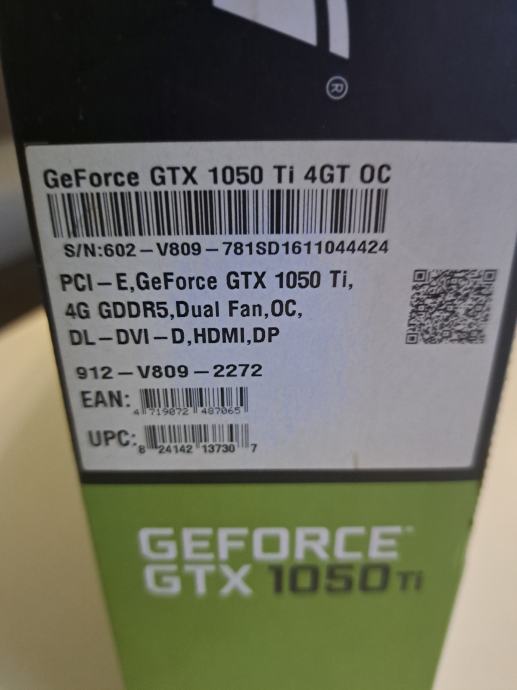 ®
GeForce GTX 1050 Ti 4GT OC
S/N:602-V809-781SD1611044424
PCI-E,GeForce GTX 1050 Ti,
4G GDDR5,Dual Fan,OC,
DL-DVI-D,HDMI,DP
912-V809-2272
EAN: 4 719072 487065
UPC: 8 24142 13730 7
GEFORCE™
GTX 1050 Ti